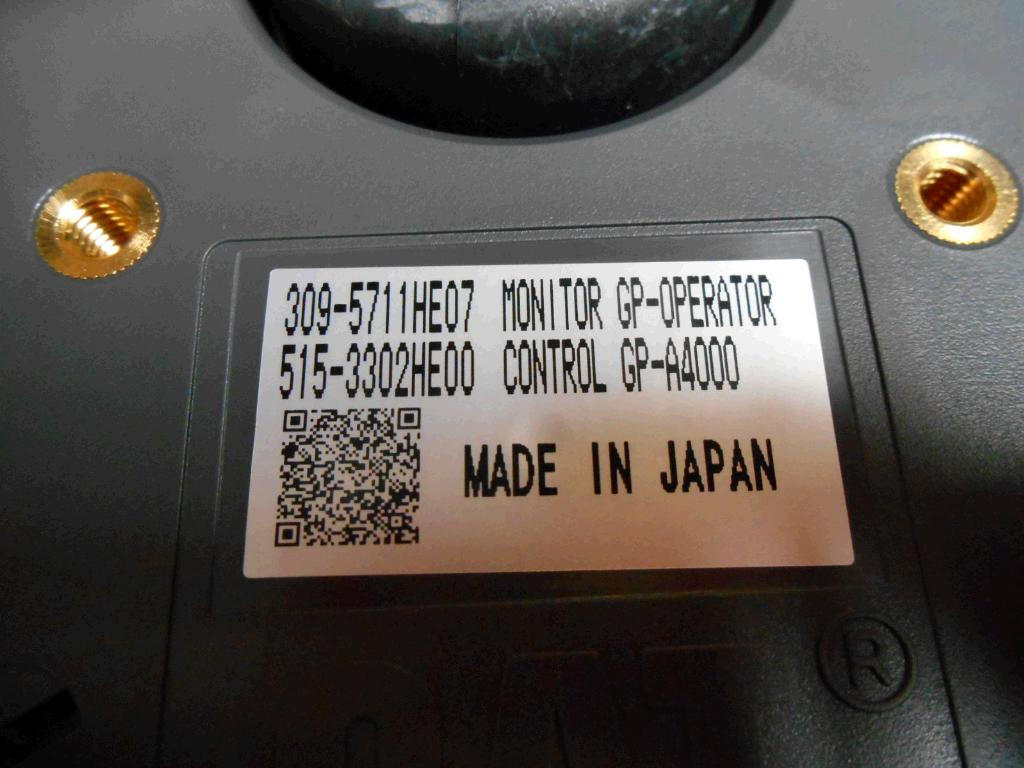 309-5711HE07 MONITOR GP-OPERATOR
515-3302HE00 CONTROL GP-A4000
MADE IN JAPAN
®